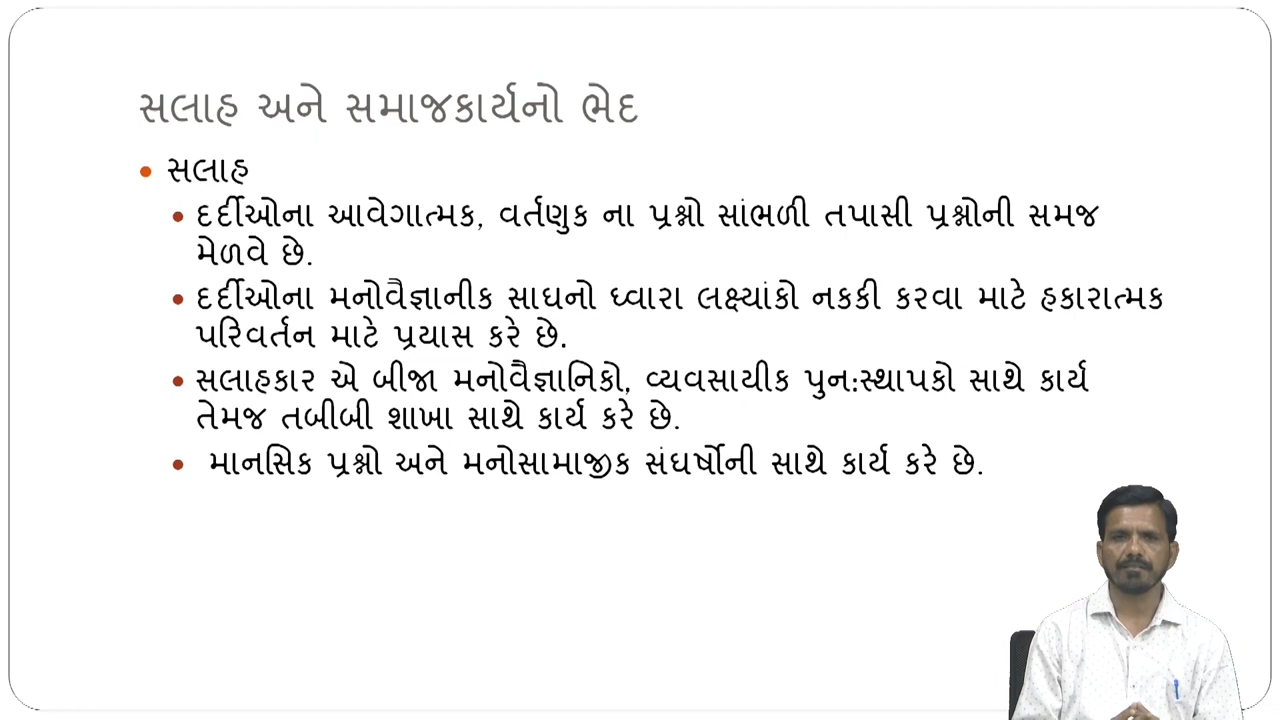 સલાહ અને સમાજકાર્યનો ભેદ
• સલાહ
• દર્દીઓના આવેગાત્મક, વર્તણુક ના પ્રશ્નો સાંભળી તપાસી પ્રશ્નોની સમજ
મેળવે છે.
• દર્દીઓના મનોવૈજ્ઞાનીક સાધનો ધ્વારા લક્ષ્યાંકો નકકી કરવા માટે હકારાત્મક
પરિવર્તન માટે પ્રયાસ કરે છે.
• સલાહકાર એ બીજા મનોવૈજ્ઞાનિકો, વ્યવસાયીક પુન:સ્થાપકો સાથે કાર્ય
તેમજ તબીબી શાખા સાથે કાર્ય કરે છે.
• માનસિક પ્રશ્નો અને મનોસામાજીક સંઘર્ષોની સાથે કાર્ય કરે છે.